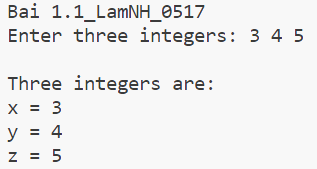 Bai 1.1_LamNH_0517
Enter three integers: 3 4 5
Three integers are:
x = 3
y = 4
z = 5